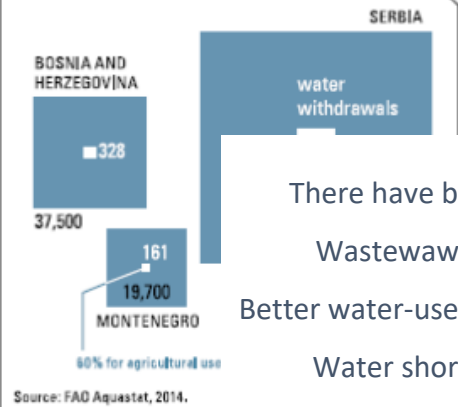 SERBIA
BOSNIA AND
HERZEGOVINA
water
withdrawals
328
37,500
There have b
161
Wastewaw
19,700
Better water-use
MONTENEGRO
60% for agricultural use
Water shor
Source: FAO Aquastat, 2014.